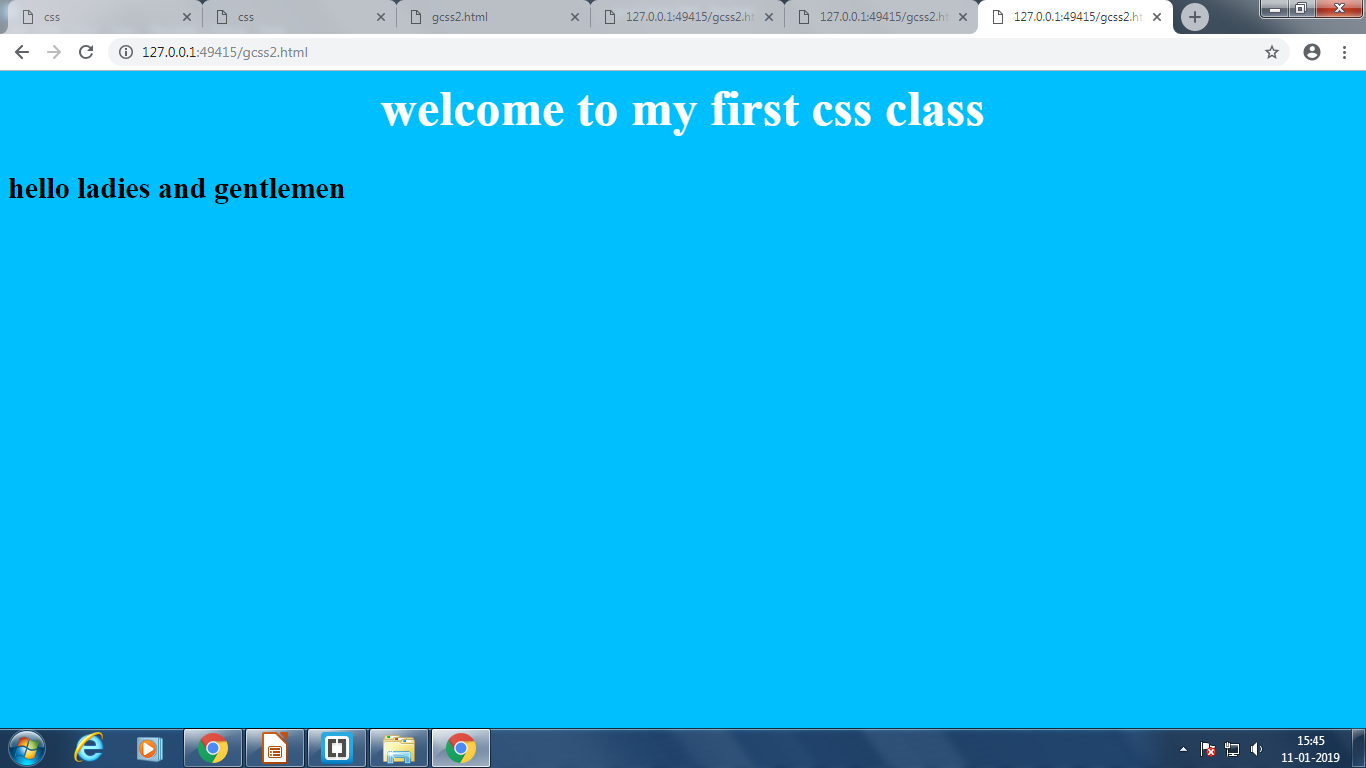 css
css
gcss2.html
127.0.0.1:49415/gcss2.ht
127.0.0.1:49415/gcss2.ht
127.0.0.1:49415/gcss2.ht
127.0.0.1:49415/gcss2.html
welcome to my first css class
hello ladies and gentlemen
15:45
11-01-2019